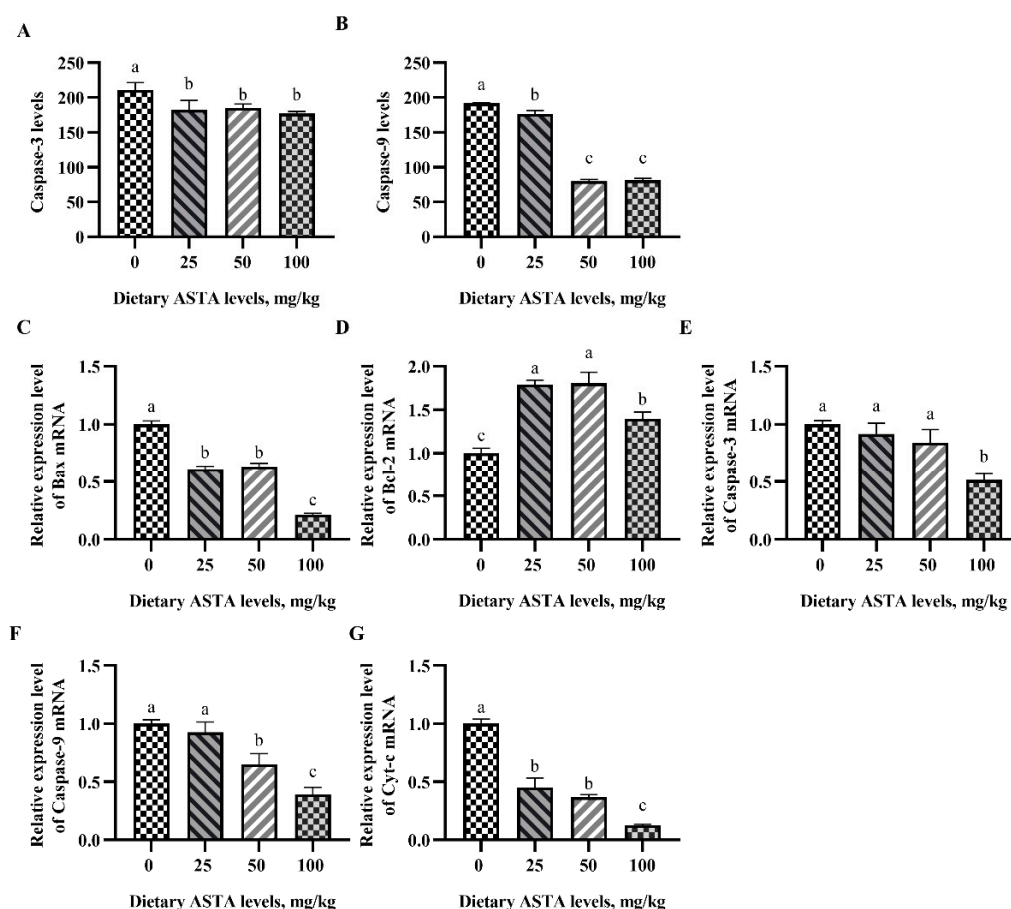 A
B
Caspase-3 levels
250
200
150
100
50
0
a
b
b
b
0 25 50 100
Dietary ASTA levels, mg/kg
Caspase-9 levels
250
200
150
100
50
0
a
b
c
c
0 25 50 100
Dietary ASTA levels, mg/kg
C
D
E
Relative expression level
of Bax mRNA
1.5
1.0
0.5
0.0
a
b
b
c
0 25 50 100
Dietary ASTA levels, mg/kg
Relative expression level
of Bcl-2 mRNA
2.0
1.5
1.0
0.5
0.0
c
a
a
b
0 25 50 100
Dietary ASTA levels, mg/kg
Relative expression level
of Caspase-3 mRNA
1.5
1.0
0.5
0.0
a
a
a
b
0 25 50 100
Dietary ASTA levels, mg/kg
F
G
Relative expression level
of Caspase-9 mRNA
1.5
1.0
0.5
0.0
a
a
b
c
0 25 50 100
Dietary ASTA levels, mg/kg
Relative expression level
of Cyt-c mRNA
1.5
1.0
0.5
0.0
a
b
b
c
0 25 50 100
Dietary ASTA levels, mg/kg